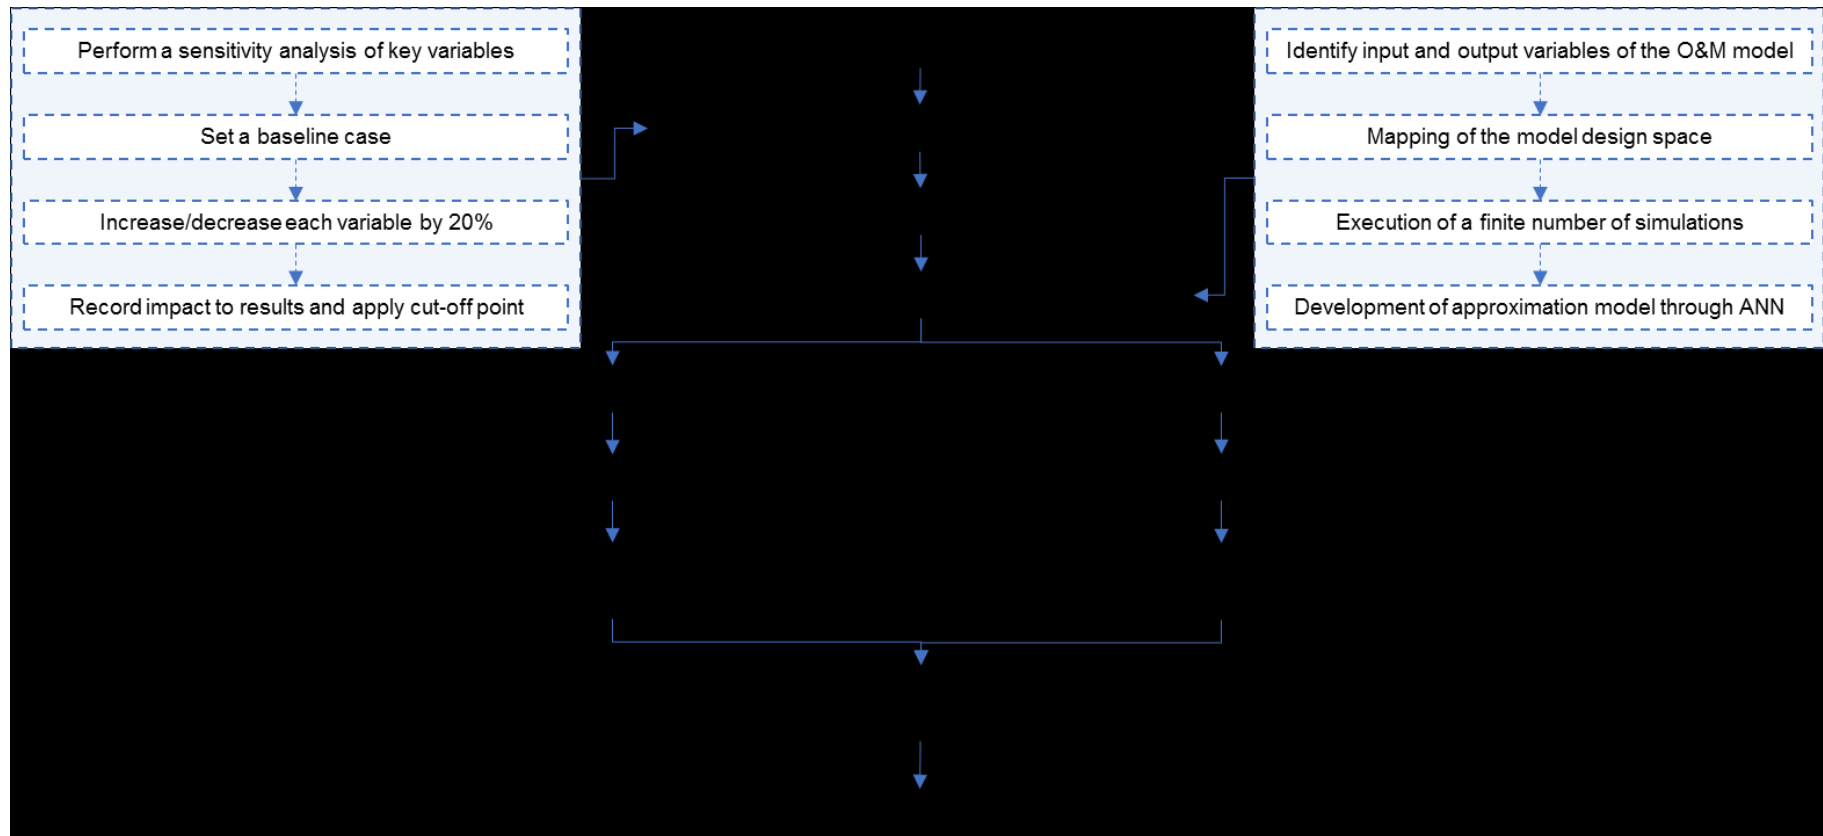 Perform a sensitivity analysis of key variables
Set a baseline case
Increase/decrease each variable by 20%
Record impact to results and apply cut-off point
Identify input and output variables of the O&M model
Mapping of the model design space
Execution of a finite number of simulations
Development of approximation model through ANN